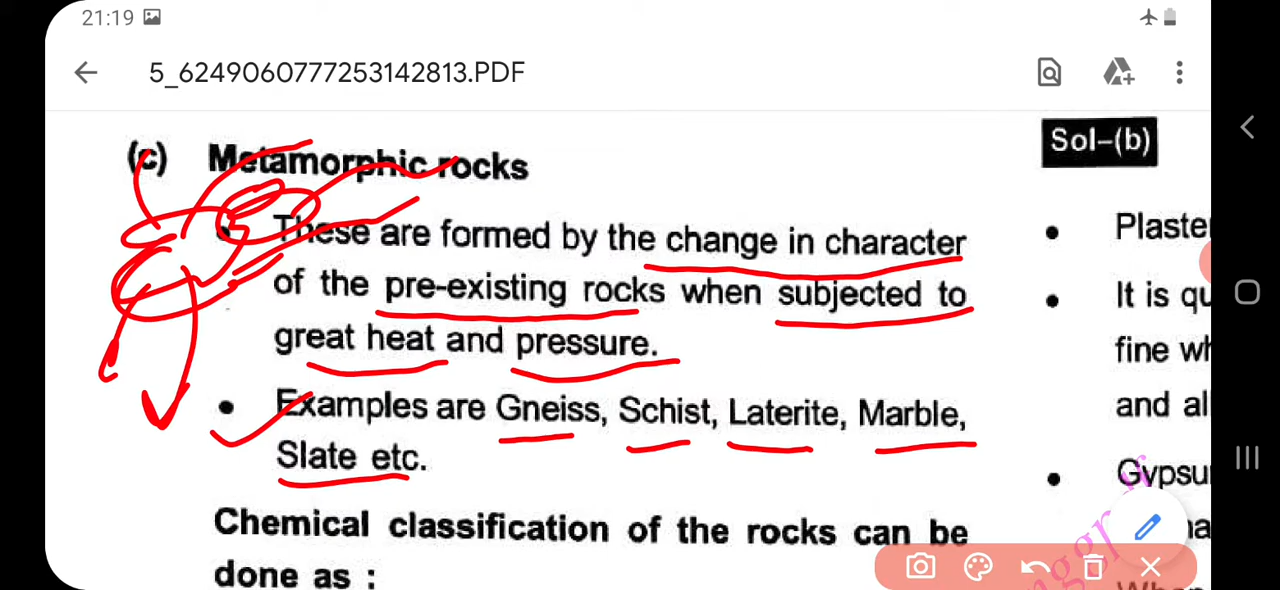 21:19
5_6249060777253142813.PDF
(c) Metamorphic rocks
• These are formed by the change in character
of the pre-existing rocks when subjected to
great heat and pressure.
• Examples are Gneiss, Schist, Laterite, Marble,
Slate etc.
Chemical classification of the rocks can be
done as :
Sol–(b)
• Plaster
• It is qu
fine wh
and al
• Gypsu